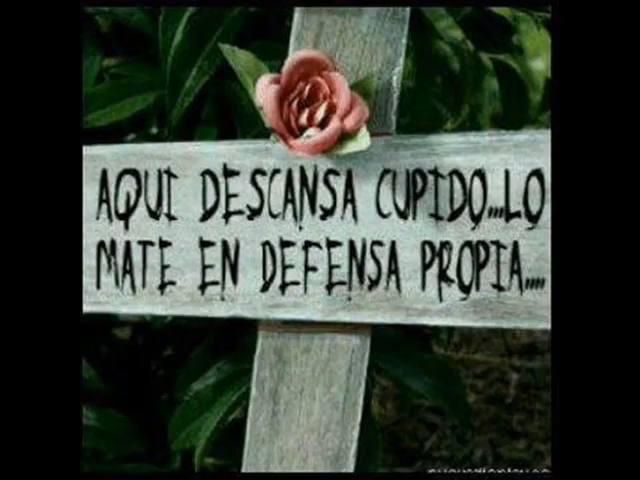 AQUI DESCANSA CUPIDO...LO
MATE EN DEFENSA PROPIA....